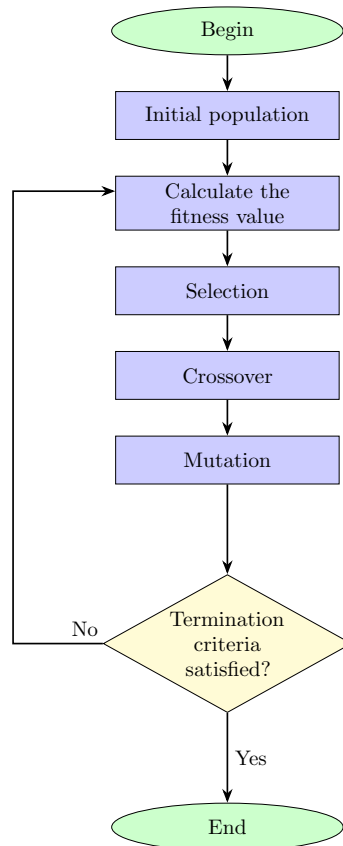 Begin
Initial population
Calculate the
fitness value
Selection
Crossover
Mutation
Termination
criteria
satisfied?
No
Yes
End